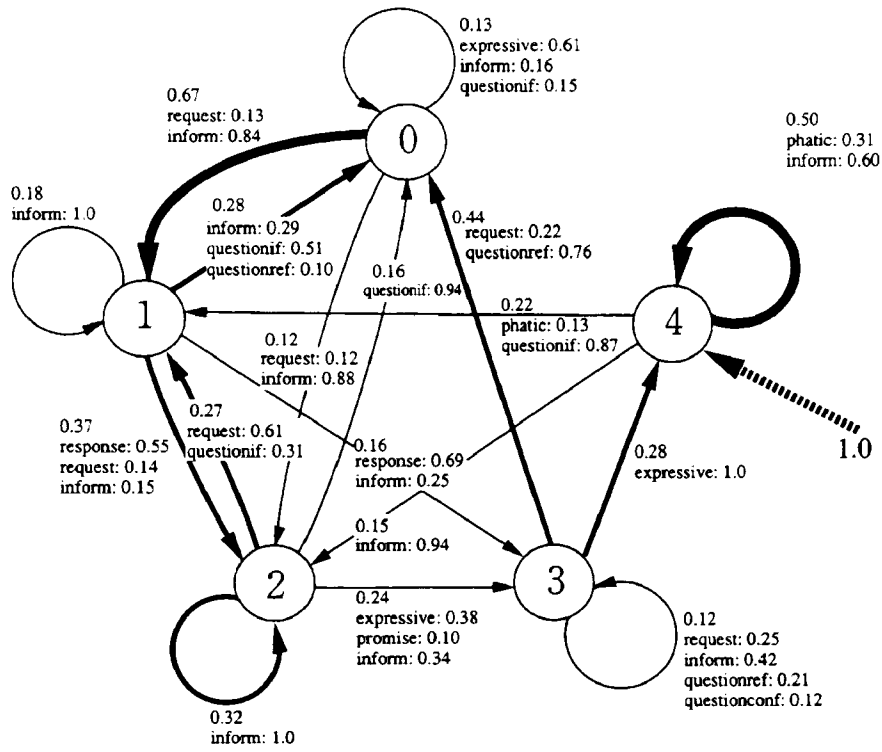 0.13
expressive: 0.61
inform: 0.16
questionif: 0.15
0.67
request: 0.13
inform: 0.84
0
0.50
phatic: 0.31
inform: 0.60
0.18
inform: 1.0
0.28
inform: 0.29
questionif: 0.51
questionref: 0.10
0.44
request: 0.22
questionref: 0.76
0.16
questionif: 0.94
1
0.22
phatic: 0.13
questionif: 0.87
4
0.12
request: 0.12
inform: 0.88
0.37
response: 0.55
request: 0.14
inform: 0.15
0.27
request: 0.61
questionif: 0.31
0.16
response: 0.69
inform: 0.25
0.28
expressive: 1.0
1.0
0.15
inform: 0.94
2
3
0.24
expressive: 0.38
promise: 0.10
inform: 0.34
0.12
request: 0.25
inform: 0.42
questionref: 0.21
questionconf: 0.12
0.32
inform: 1.0